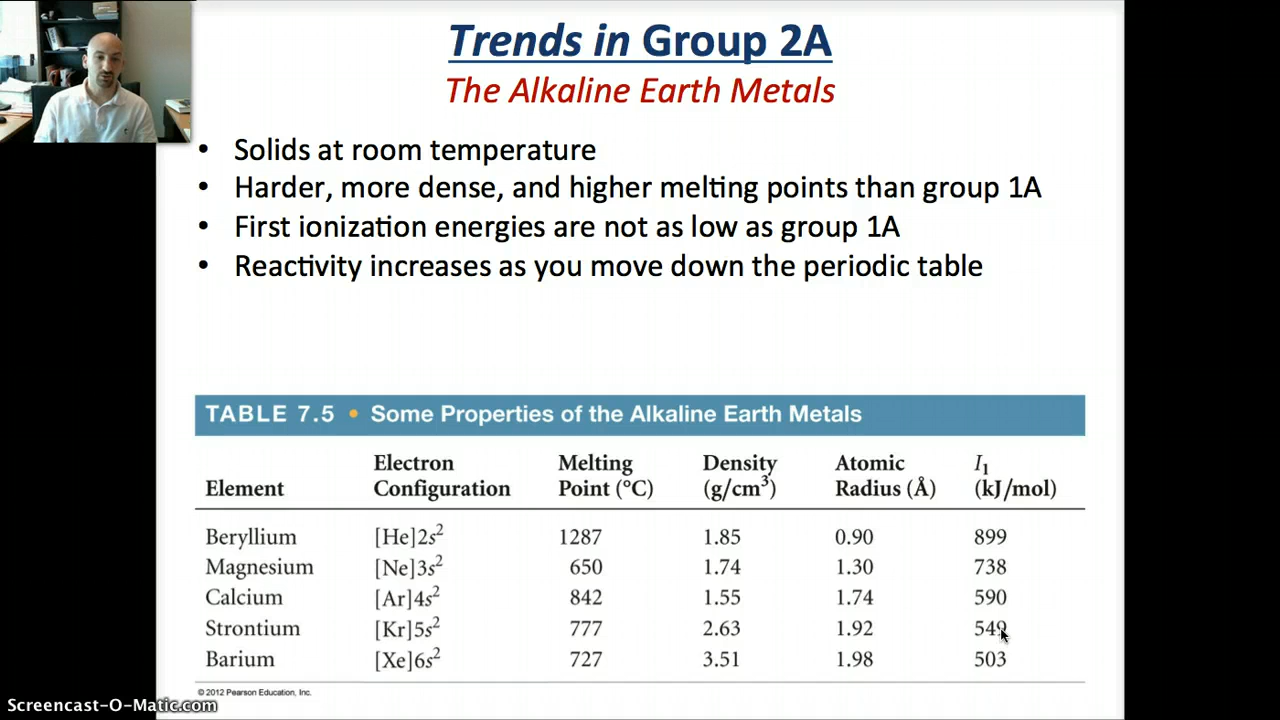 Trends in Group 2A
The Alkaline Earth Metals
• Solids at room temperature
• Harder, more dense, and higher melting points than group 1A
• First ionization energies are not as low as group 1A
• Reactivity increases as you move down the periodic table
TABLE 7.5 • Some Properties of the Alkaline Earth Metals
Element Electron Configuration Melting Point (°C) Density (g/cm³) Atomic Radius (Å) I₁ (kJ/mol)
Beryllium [He]2s² 1287 1.85 0.90 899
Magnesium [Ne]3s² 650 1.74 1.30 738
Calcium [Ar]4s² 842 1.55 1.74 590
Strontium [Kr]5s² 777 2.63 1.92 549
Barium [Xe]6s² 727 3.51 1.98 503
© 2012 Pearson Education, Inc.
Screencast-O-Matic.com